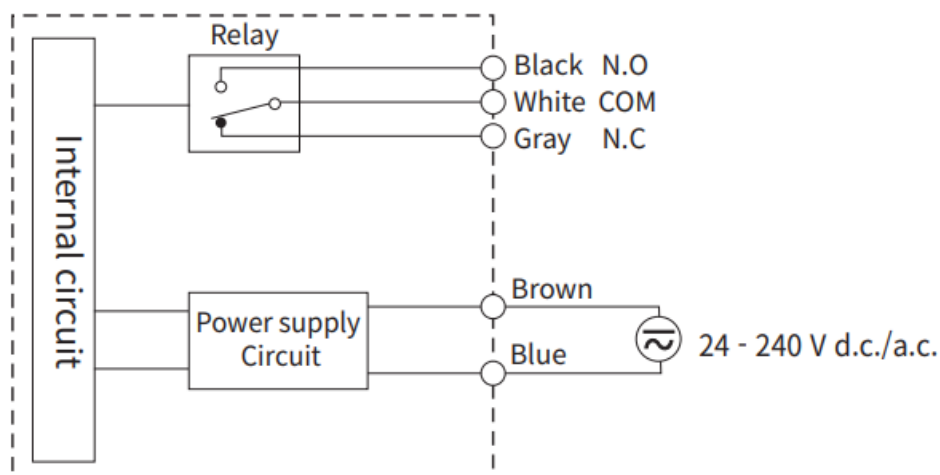 Relay
Black N.O
White COM
Gray N.C
Internal circuit
Brown
Power supply
Circuit
Blue
24 - 240 V d.c./a.c.